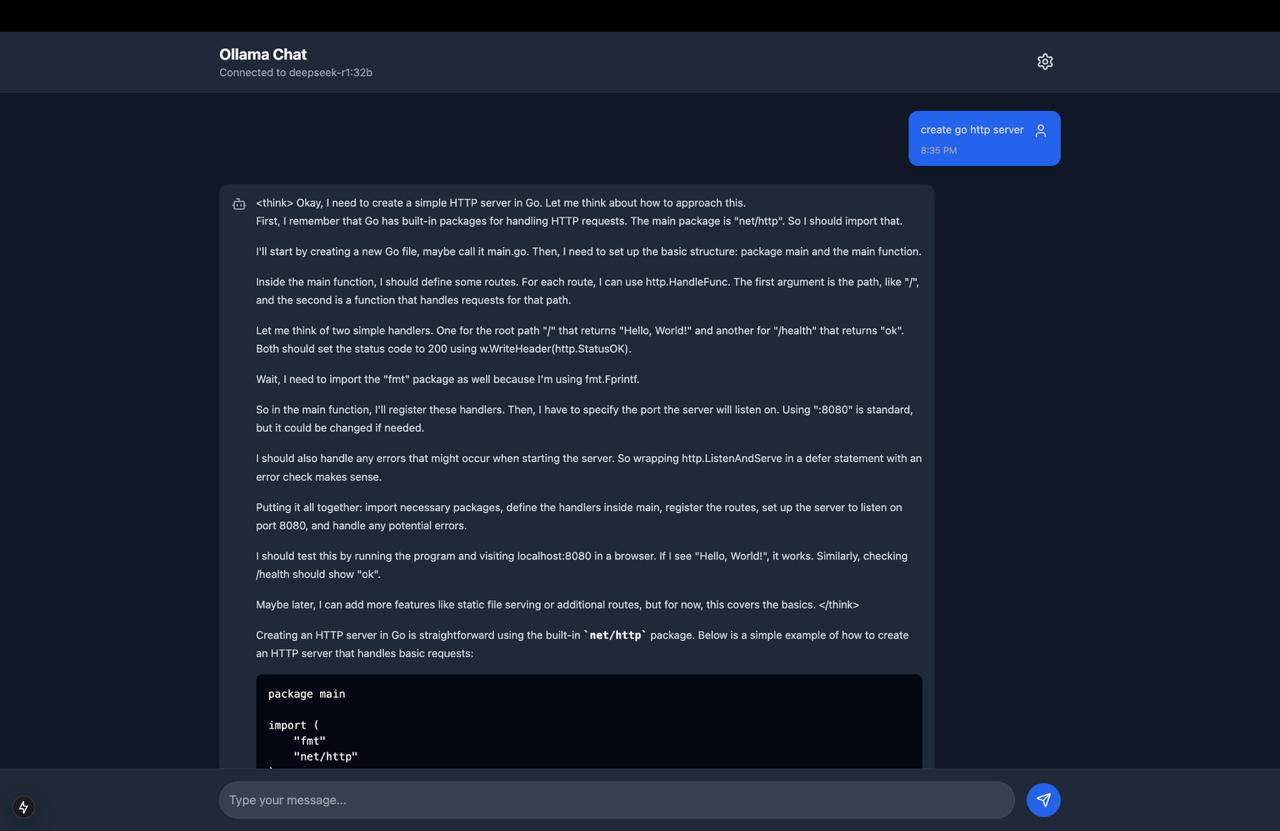 Ollama Chat
Connected to deepseek-r1:32b
create go http server
8:35 PM
<think> Okay, I need to create a simple HTTP server in Go. Let me think about how to approach this.
First, I remember that Go has built-in packages for handling HTTP requests. The main package is "net/http". So I should import that.
I'll start by creating a new Go file, maybe call it main.go. Then, I need to set up the basic structure: package main and the main function.
Inside the main function, I should define some routes. For each route, I can use http.HandleFunc. The first argument is the path, like "/",
and the second is a function that handles requests for that path.
Let me think of two simple handlers. One for the root path "/" that returns "Hello, World!" and another for "/health" that returns "ok".
Both should set the status code to 200 using w.WriteHeader(http.StatusOK).
Wait, I need to import the "fmt" package as well because I'm using fmt.Fprintf.
So in the main function, I'll register these handlers. Then, I have to specify the port the server will listen on. Using ":8080" is standard,
but it could be changed if needed.
I should also handle any errors that might occur when starting the server. So wrapping http.ListenAndServe in a defer statement with an
error check makes sense.
Putting it all together: import necessary packages, define the handlers inside main, register the routes, set up the server to listen on
port 8080, and handle any potential errors.
I should test this by running the program and visiting localhost:8080 in a browser. If I see "Hello, World!", it works. Similarly, checking
/health should show "ok".
Maybe later, I can add more features like static file serving or additional routes, but for now, this covers the basics. </think>
Creating an HTTP server in Go is straightforward using the built-in `net/http` package. Below is a simple example of how to create
an HTTP server that handles basic requests:
package main
import (
"fmt"
"net/http"
Type your message...